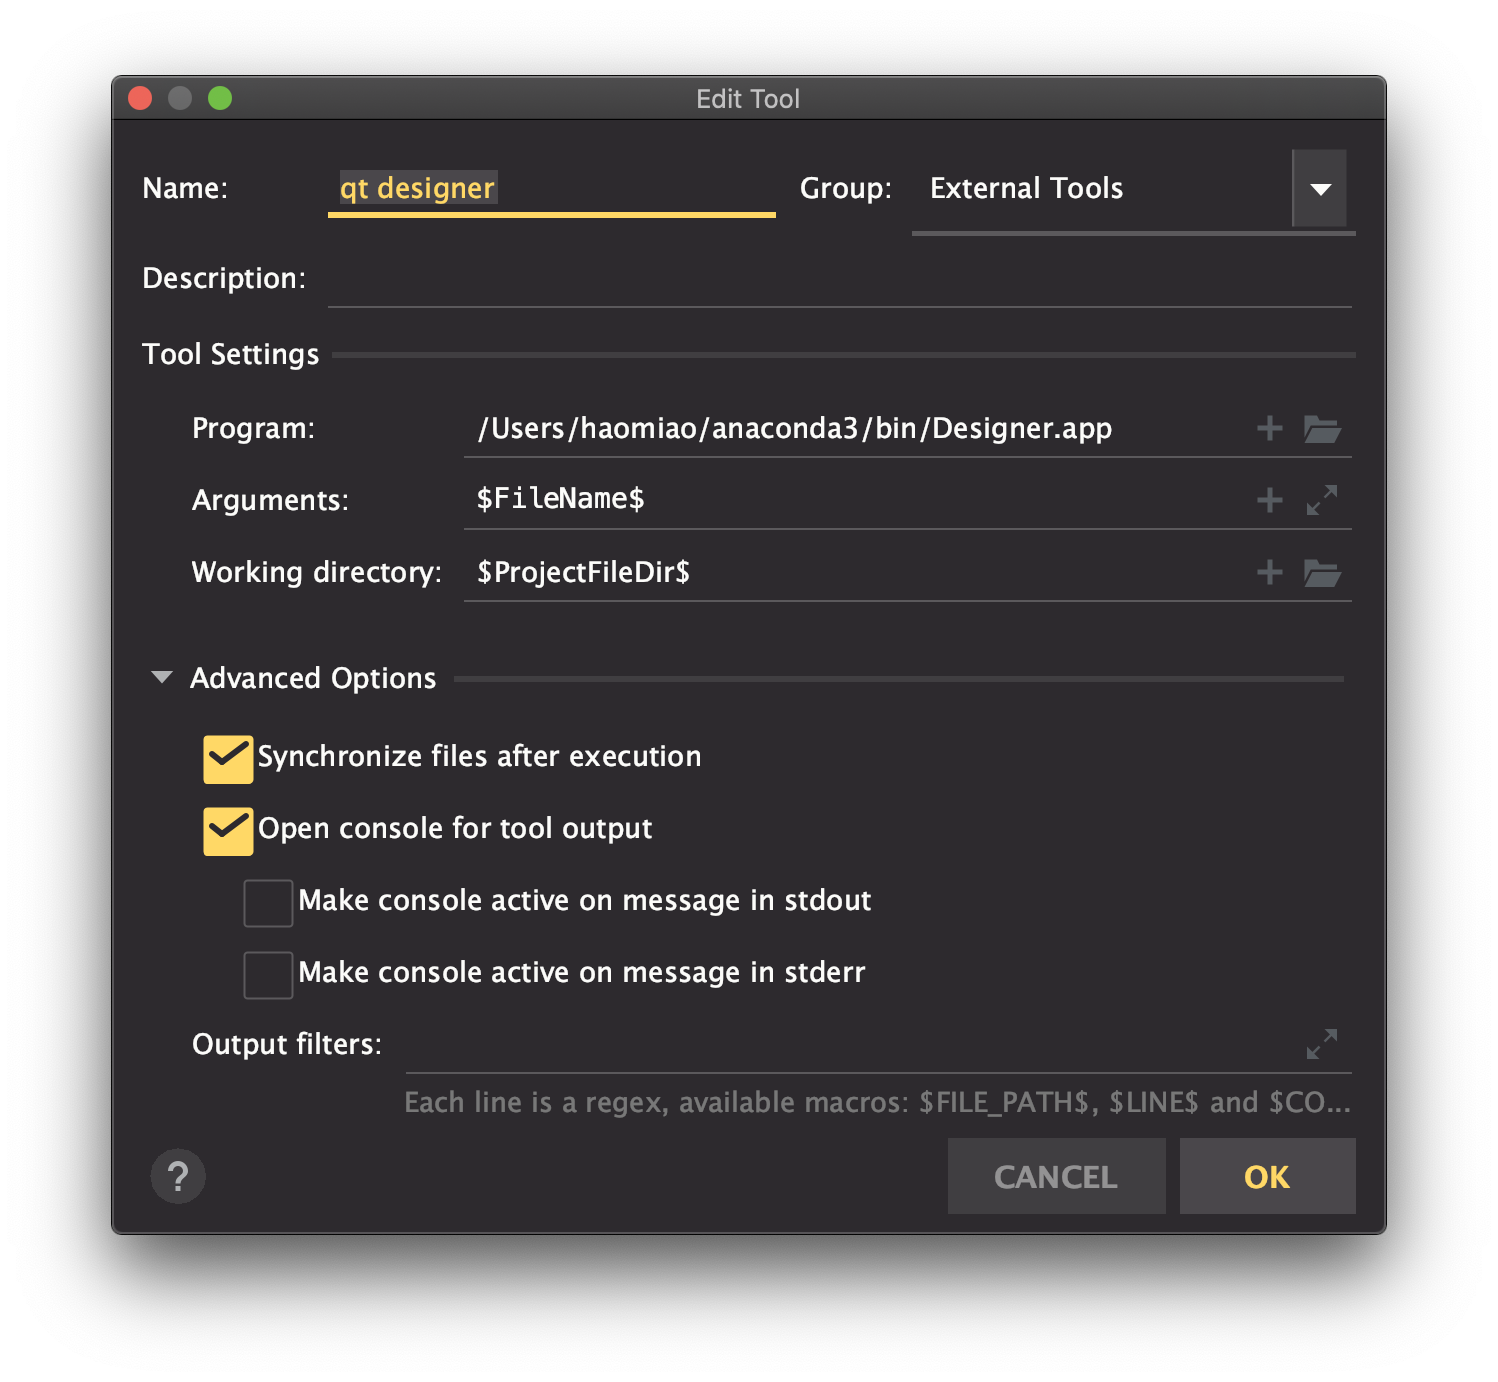 Edit Tool
Name: qt designer Group: External Tools
Description:
Tool Settings
Program: /Users/haomiao/anaconda3/bin/Designer.app
Arguments: $FileName$
Working directory: $ProjectFileDir$
Advanced Options
Synchronize files after execution
Open console for tool output
Make console active on message in stdout
Make console active on message in stderr
Output filters:
Each line is a regex, available macros: $FILE_PATH$, $LINE$ and $CO...
? CANCEL OK